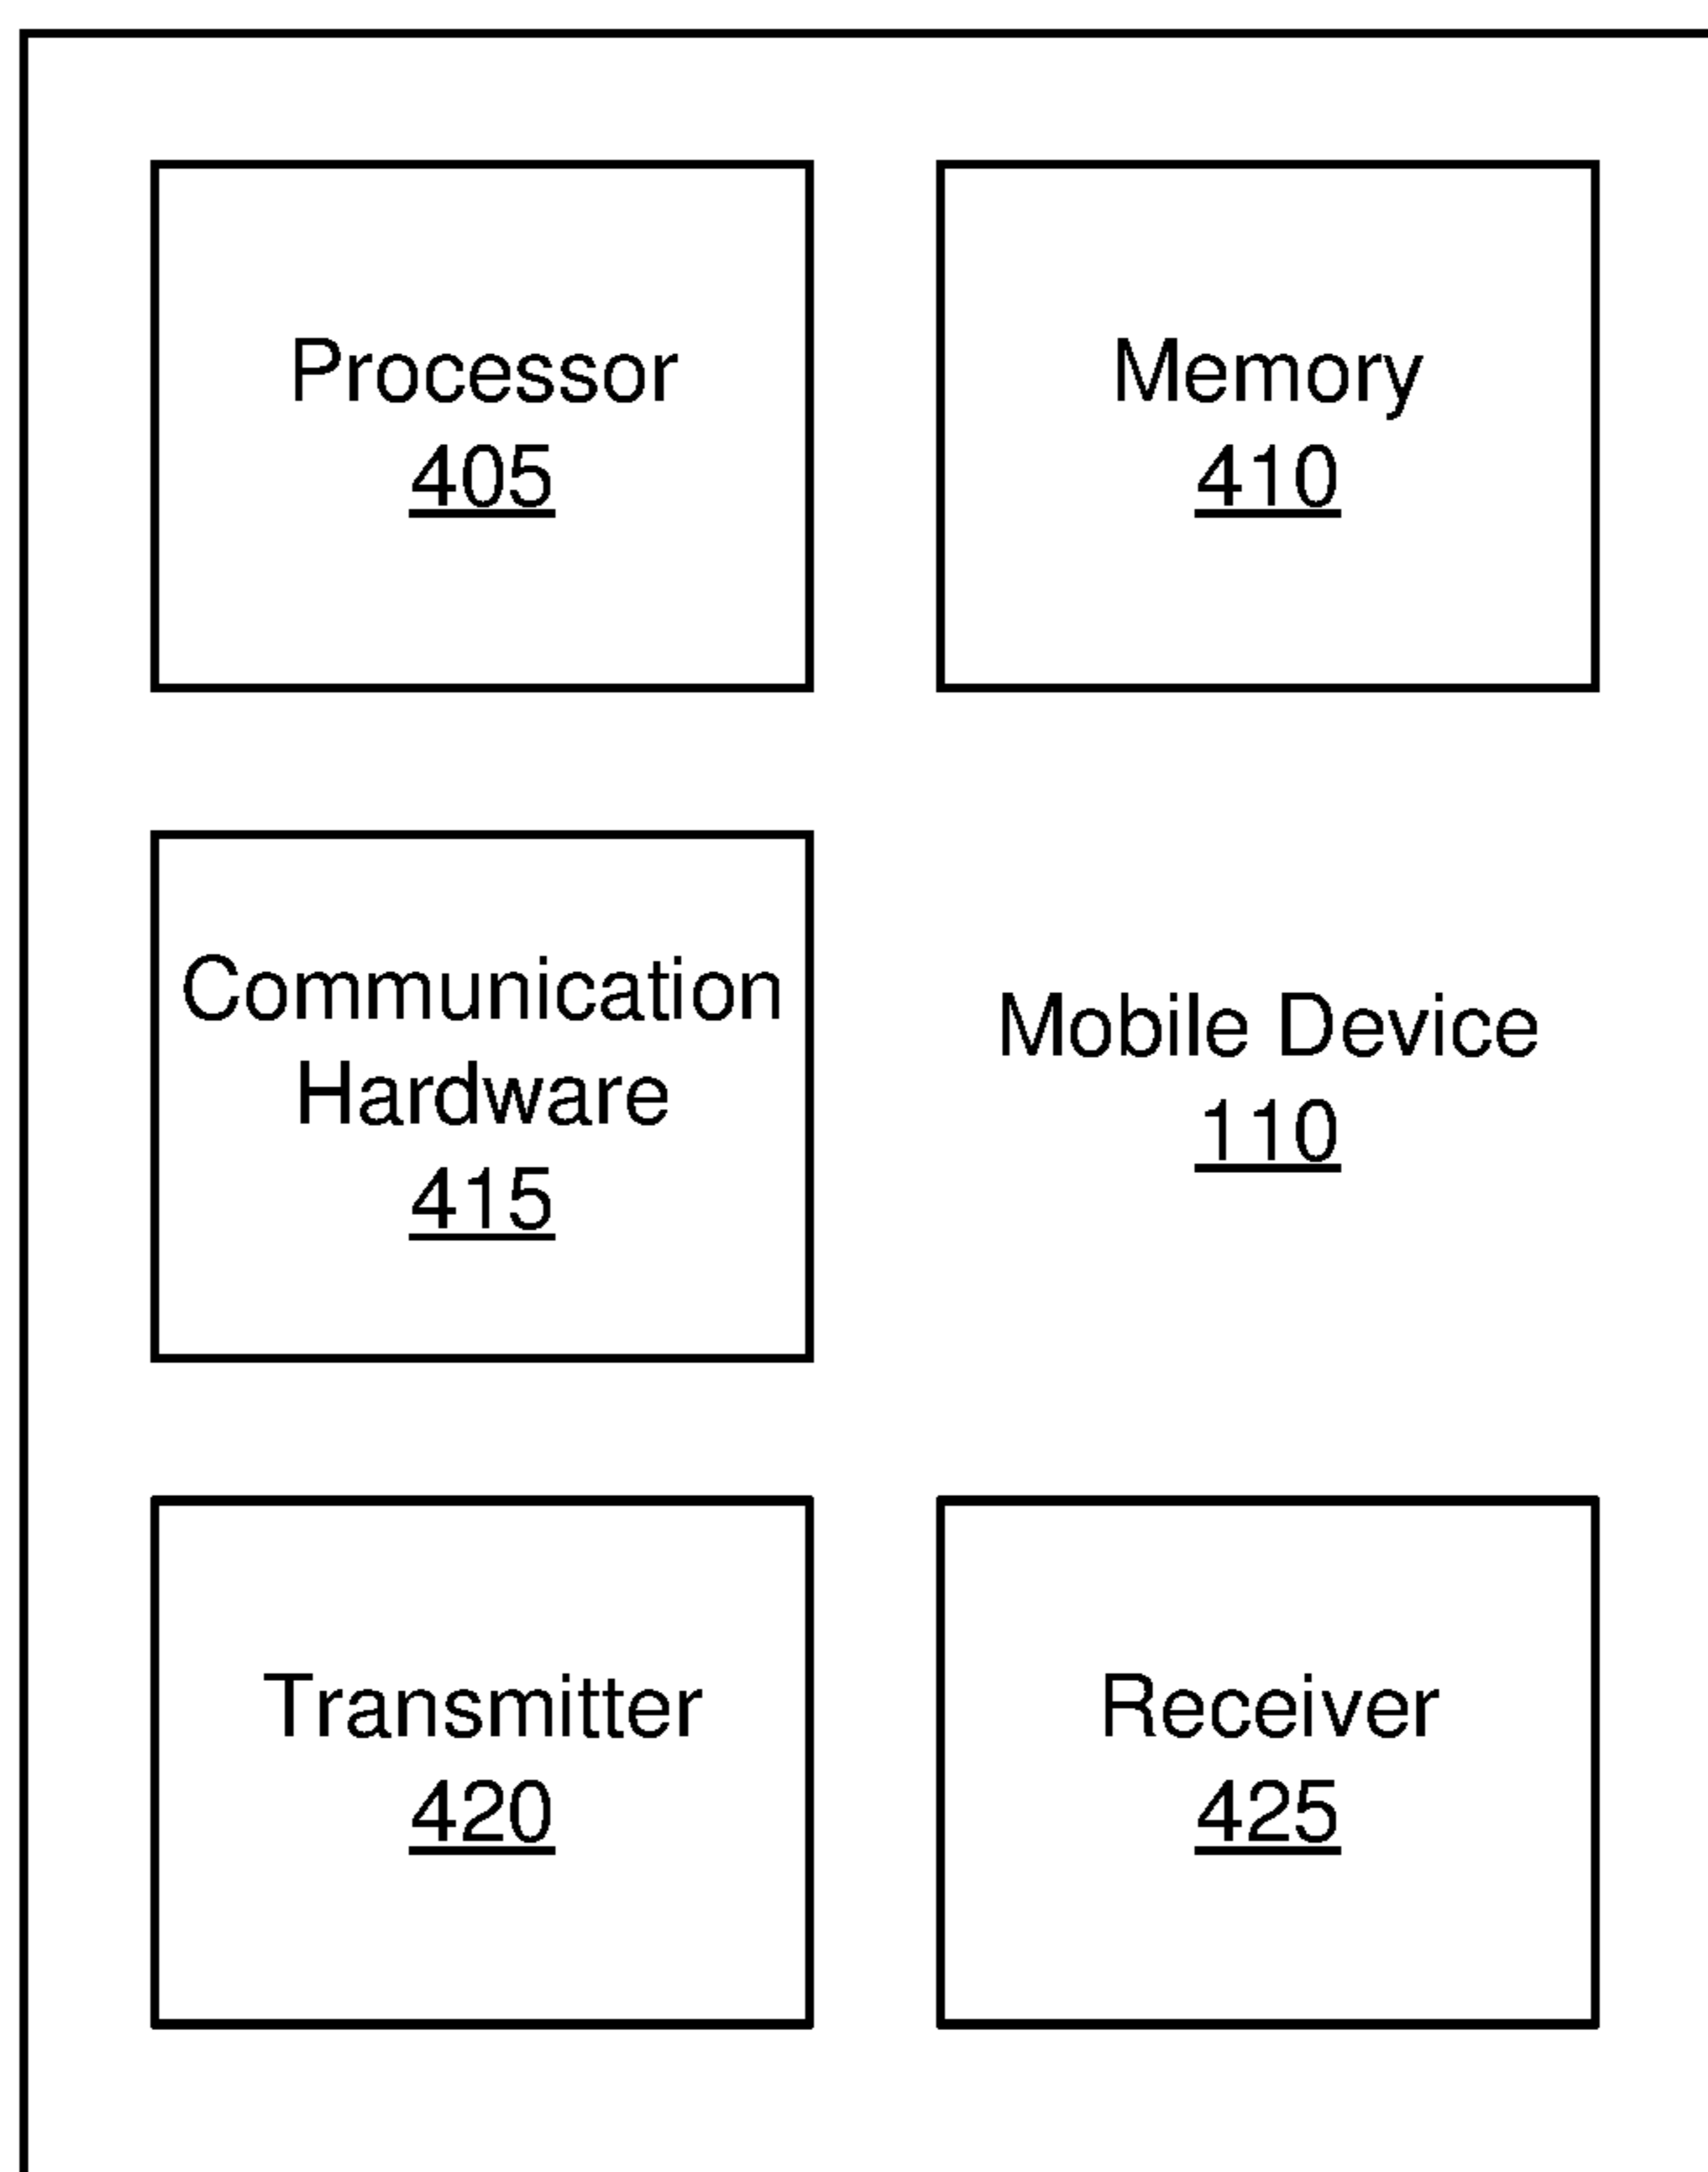 Processor
405
Memory
410
Communication
Hardware
415
Mobile Device
110
Transmitter
420
Receiver
425